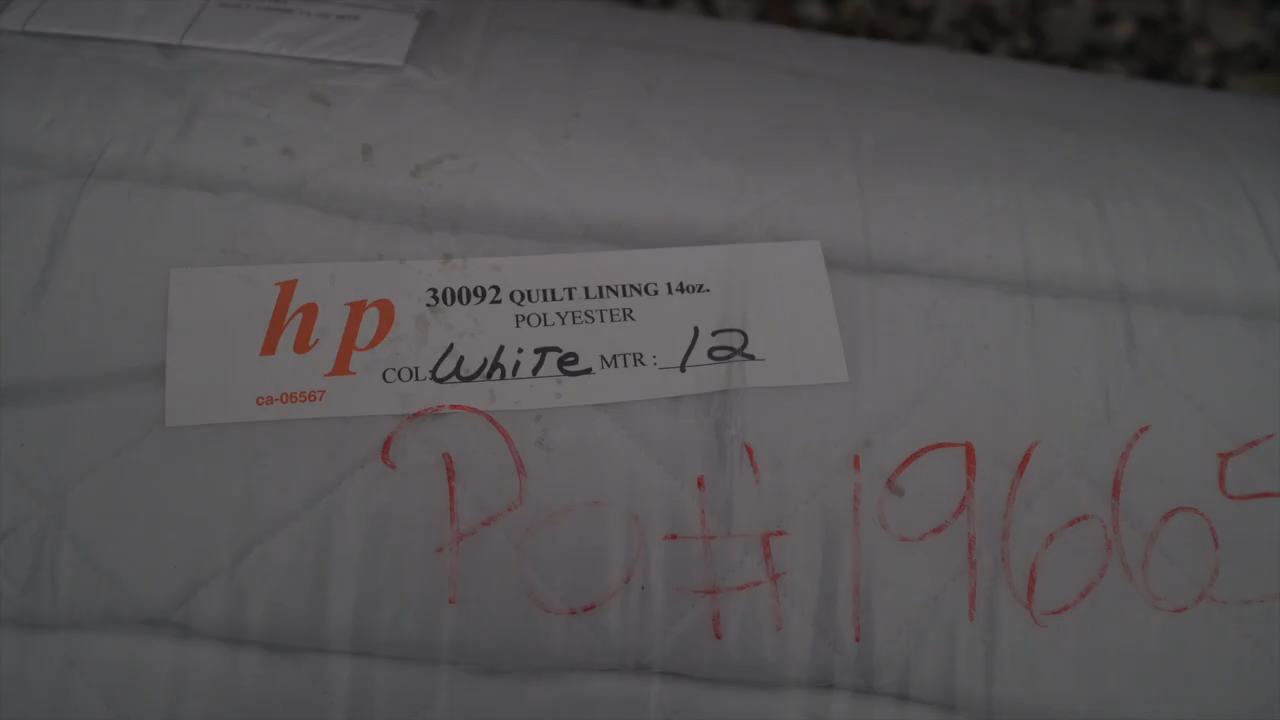 hp
30092 QUILT LINING 14oz.
POLYESTER
COL: White MTR: 12
ca-06567
Po#1966